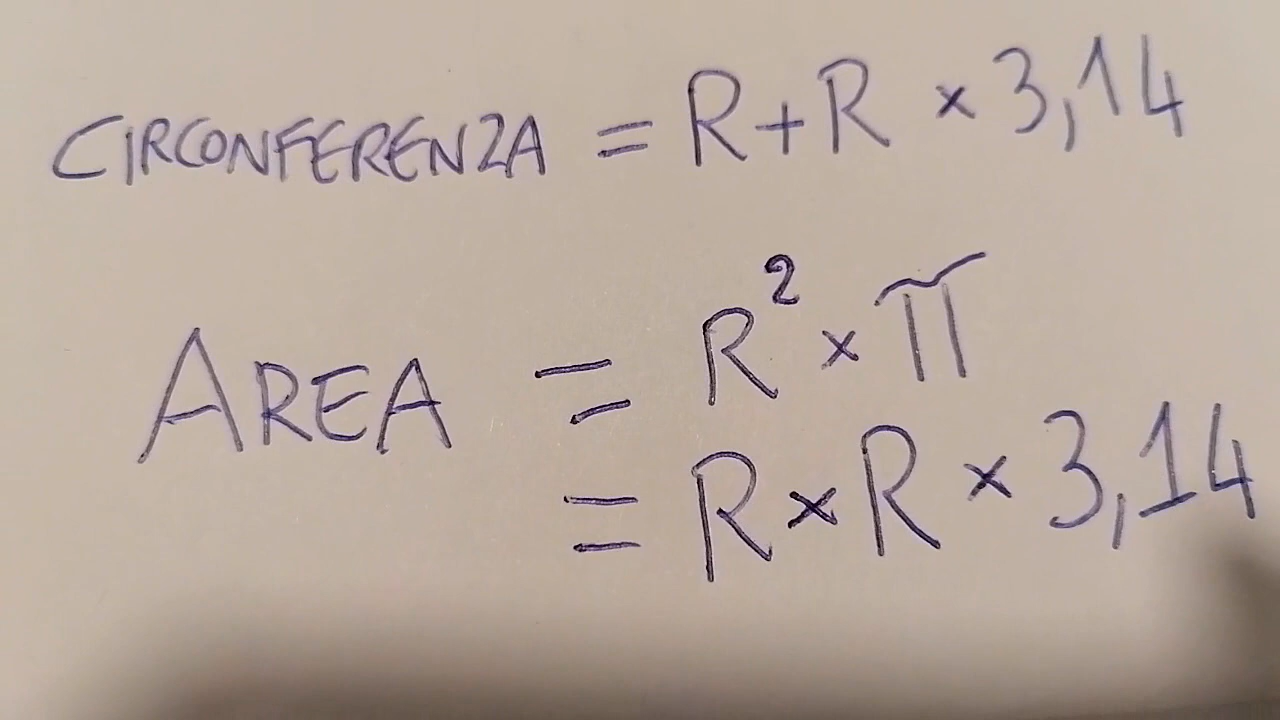 CIRCONFERENZA = R+R × 3,14
AREA = R² × π
= R × R × 3,14